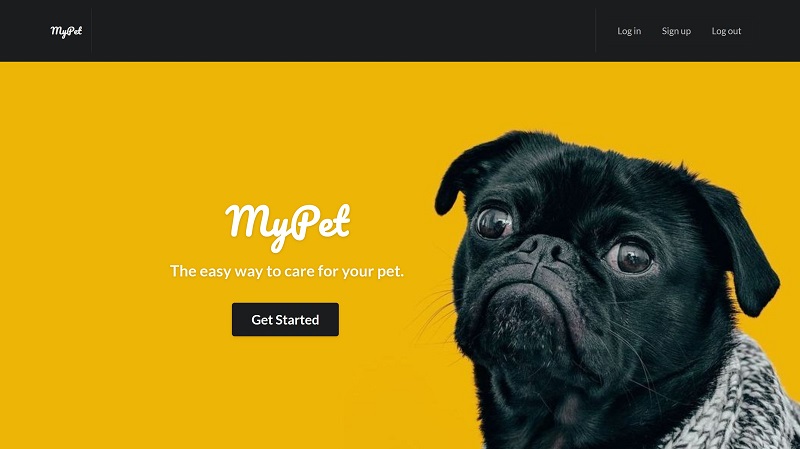 MyPet
Log in
Sign up
Log out
MyPet
The easy way to care for your pet.
Get Started